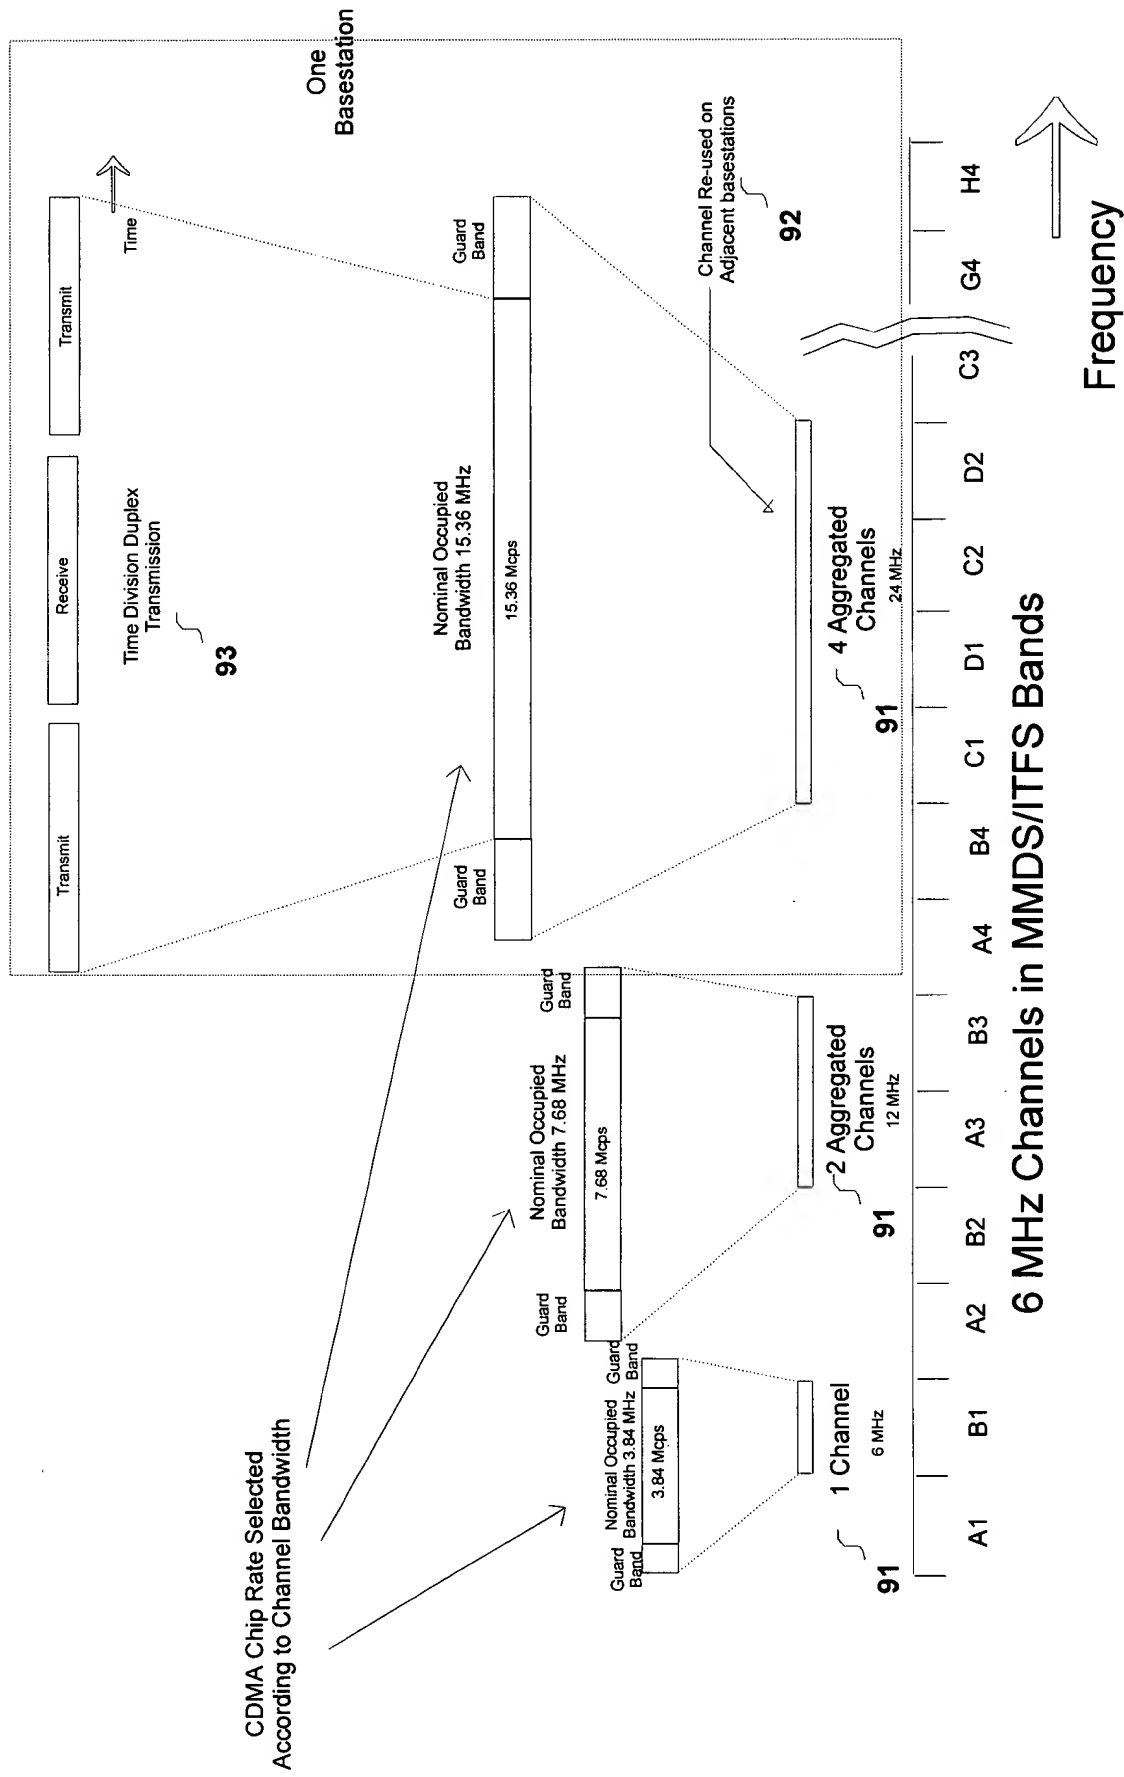 Transmit
Receive
Transmit
Time
Time Division Duplex
Transmission
93
One
Basestation
CDMA Chip Rate Selected
According to Channel Bandwidth
Nominal Occupied
Bandwidth 15.36 MHz
Guard
Band
15.36 Mcps
Guard
Band
Nominal Occupied
Bandwidth 7.68 MHz
Guard
Band
7.68 Mcps
Guard
Band
Nominal Occupied
Bandwidth 3.84 MHz
Guard
Band
3.84 Mcps
Guard
Band
Channel Re-used on
Adjacent basestations
92
1 Channel
6 MHz
91
2 Aggregated
Channels
12 MHz
91
4 Aggregated
Channels
24 MHz
91
A1 B1 A2 B2 A3 B3 A4 B4 C1 D1 C2 D2 C3 G4 H4
6 MHz Channels in MMDS/ITFS Bands
Frequency